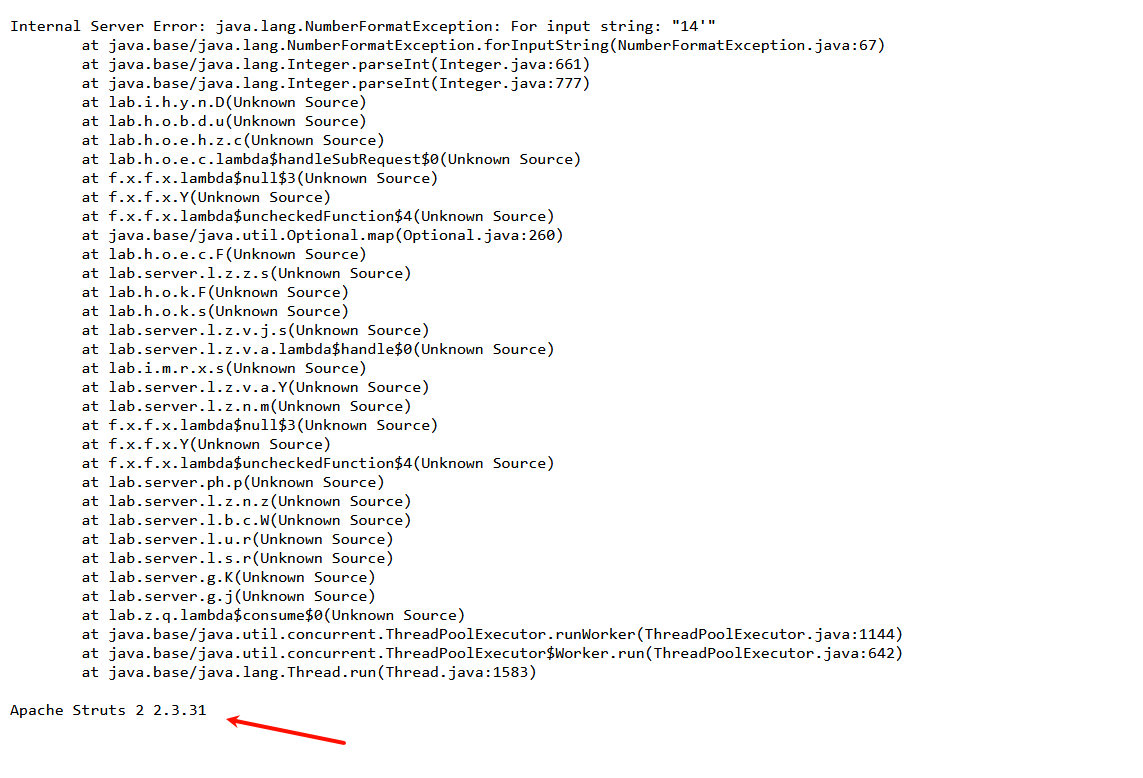 Internal Server Error: java.lang.NumberFormatException: For input string: "14'"
at java.base/java.lang.NumberFormatException.forInputString(NumberFormatException.java:67)
at java.base/java.lang.Integer.parseInt(Integer.java:661)
at java.base/java.lang.Integer.parseInt(Integer.java:777)
at lab.i.h.y.n.D(Unknown Source)
at lab.h.o.b.d.u(Unknown Source)
at lab.h.o.e.h.z.c(Unknown Source)
at lab.h.o.e.c.lambda$handleSubRequest$0(Unknown Source)
at f.x.f.x.lambda$null$3(Unknown Source)
at f.x.f.x.Y(Unknown Source)
at f.x.f.x.lambda$uncheckedFunction$4(Unknown Source)
at java.base/java.util.Optional.map(Optional.java:260)
at lab.h.o.e.c.F(Unknown Source)
at lab.server.l.z.z.s(Unknown Source)
at lab.h.o.k.F(Unknown Source)
at lab.h.o.k.s(Unknown Source)
at lab.server.l.z.v.j.s(Unknown Source)
at lab.server.l.z.v.a.lambda$handle$0(Unknown Source)
at lab.i.m.r.x.s(Unknown Source)
at lab.server.l.z.v.a.Y(Unknown Source)
at lab.server.l.z.n.m(Unknown Source)
at f.x.f.x.lambda$null$3(Unknown Source)
at f.x.f.x.Y(Unknown Source)
at f.x.f.x.lambda$uncheckedFunction$4(Unknown Source)
at lab.server.ph.p(Unknown Source)
at lab.server.l.z.n.z(Unknown Source)
at lab.server.l.b.c.W(Unknown Source)
at lab.server.l.u.r(Unknown Source)
at lab.server.l.s.r(Unknown Source)
at lab.server.g.K(Unknown Source)
at lab.server.g.j(Unknown Source)
at lab.z.q.lambda$consume$0(Unknown Source)
at java.base/java.util.concurrent.ThreadPoolExecutor.runWorker(ThreadPoolExecutor.java:1144)
at java.base/java.util.concurrent.ThreadPoolExecutor$Worker.run(ThreadPoolExecutor.java:642)
at java.base/java.lang.Thread.run(Thread.java:1583)
Apache Struts 2 2.3.31